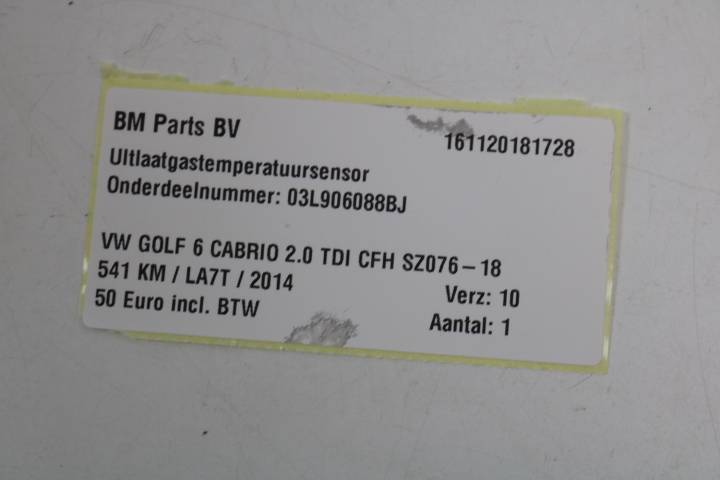 BM Parts BV
161120181728
Ultlaatgastemperatuursensor
Onderdeelnummer: 03L906088BJ
VW GOLF 6 CABRIO 2.0 TDI CFH SZ076-18
541 KM / LA7T / 2014
Verz: 10
50 Euro incl. BTW
Aantal: 1